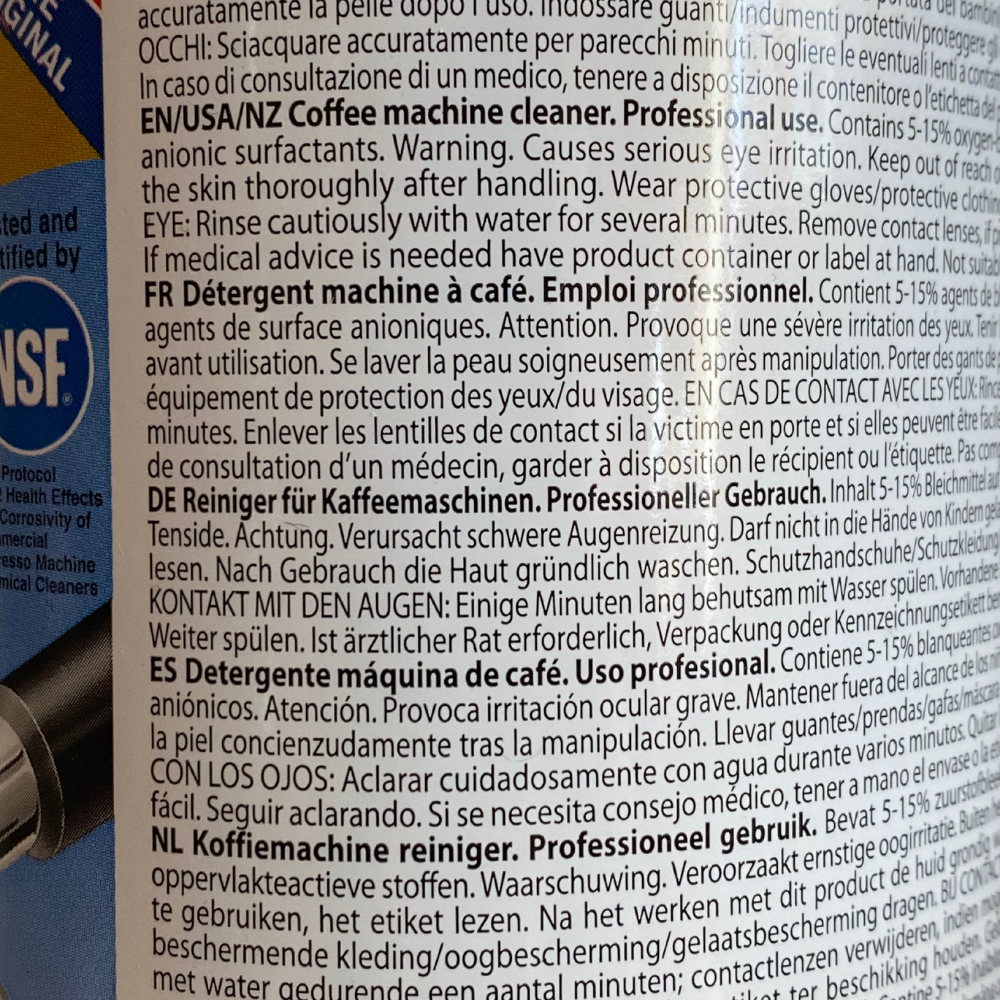 ORIGINAL
ted and
tified by
NSF
Protocol
Health Effects
Corrosivity of
mercial
esso Machine
mical Cleaners
accuratamente la pelle dopo l'uso. Indossare guanti/indumenti protettivi/proteggere
OCCHI: Sciacquare accuratamente per parecchi minuti. Togliere le eventuali lenti a
In caso di consultazione di un medico, tenere a disposizione il contenitore o l'etichetta del
EN/USA/NZ Coffee machine cleaner. Professional use. Contains 5-15% oxygen-
anionic surfactants. Warning. Causes serious eye irritation. Keep out of reach
the skin thoroughly after handling. Wear protective gloves/protective
EYE: Rinse cautiously with water for several minutes. Remove contact lenses, if
If medical advice is needed have product container or label at hand. Not
FR Détergent machine à café. Emploi professionnel. Contient 5-15% agents de
agents de surface anioniques. Attention. Provoque une sévère irritation des yeux.
avant utilisation. Se laver la peau soigneusement après manipulation. Porter des gants de
équipement de protection des yeux/du visage. EN CAS DE CONTACT AVEC LES YEUX:
minutes. Enlever les lentilles de contact si la victime en porte et si elles peuvent être
de consultation d'un médecin, garder à disposition le récipient ou l'étiquette. Pas
DE Reiniger für Kaffeemaschinen. Professioneller Gebrauch. Inhalt 5-15% Bleichmittel
Tenside. Achtung. Verursacht schwere Augenreizung. Darf nicht in die Hände von Kindern
lesen. Nach Gebrauch die Haut gründlich waschen. Schutzhandschuhe/Schutzkleidung
KONTAKT MIT DEN AUGEN: Einige Minuten lang behutsam mit Wasser spülen. Vorhandene
Weiter spülen. Ist ärztlicher Rat erforderlich, Verpackung oder Kennzeichnungsetikett
ES Detergente máquina de café. Uso profesional. Contiene 5-15% blanqueantes
aniónicos. Atención. Provoca irritación ocular grave. Mantener fuera del alcance de los
la piel concienzudamente tras la manipulación. Llevar guantes/prendas/gafas/
CON LOS OJOS: Aclarar cuidadosamente con agua durante varios minutos. Quitar
fácil. Seguir aclarando. Si se necesita consejo médico, tener a mano el envase o la
NL Koffiemachine reiniger. Professioneel gebruik. Bevat 5-15%
oppervlakteactieve stoffen. Waarschuwing. Veroorzaakt ernstige oogirritatie. Buiten
te gebruiken, het etiket lezen. Na het werken met dit product de huid grondig
beschermende kleding/oogbescherming/gelaatsbescherming dragen. BIJ
met water gedurende een aantal minuten; contactlenzen verwijderen, indien
ter beschikking houden.
5-15%